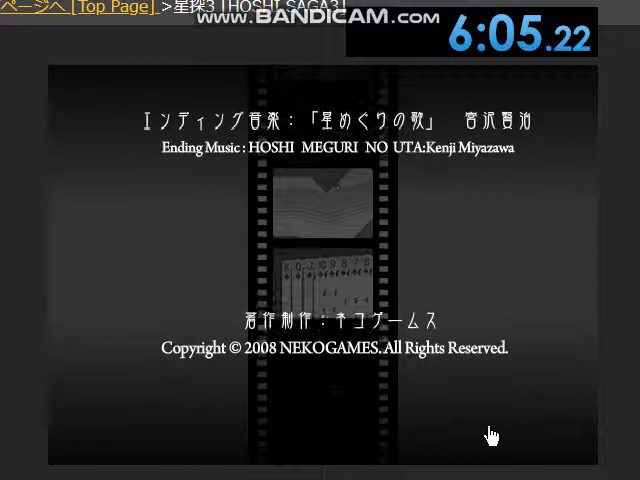 ページへ [Top Page] >星探3 [HOSHI SAGA3]
www.BANDICAM.com
6:05.22
エンディング音楽：「星めぐりの歌」　宮沢賢治
Ending Music : HOSHI MEGURI NO UTA:Kenji Miyazawa
著作制作：ネコゲームス
Copyright © 2008 NEKOGAMES. All Rights Reserved.